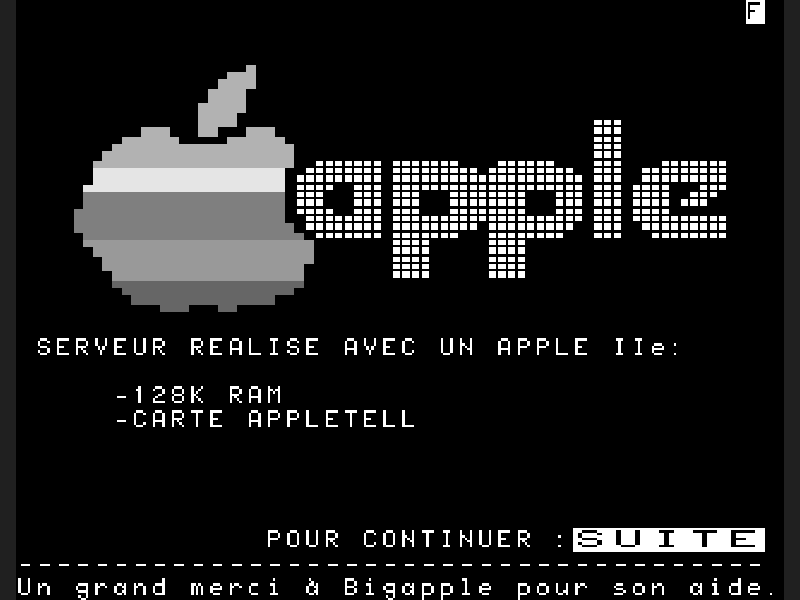 F
apple
SERVEUR REALISE AVEC UN APPLE IIe:
-128K RAM
-CARTE APPLETELL
POUR CONTINUER :SUITE
Un grand merci à Bigapple pour son aide.